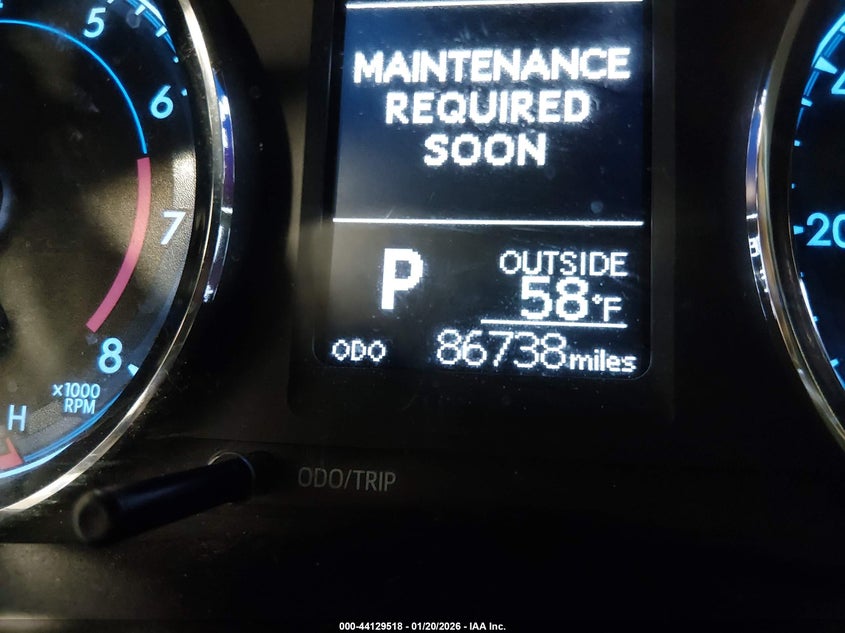 5
6
7
8
x1000
RPM
H
MAINTENANCE
REQUIRED
SOON
P
OUTSIDE
58°F
ODO 86738 miles
20
ODO/TRIP
000-44129518 - 01/20/2026 - IAA Inc.